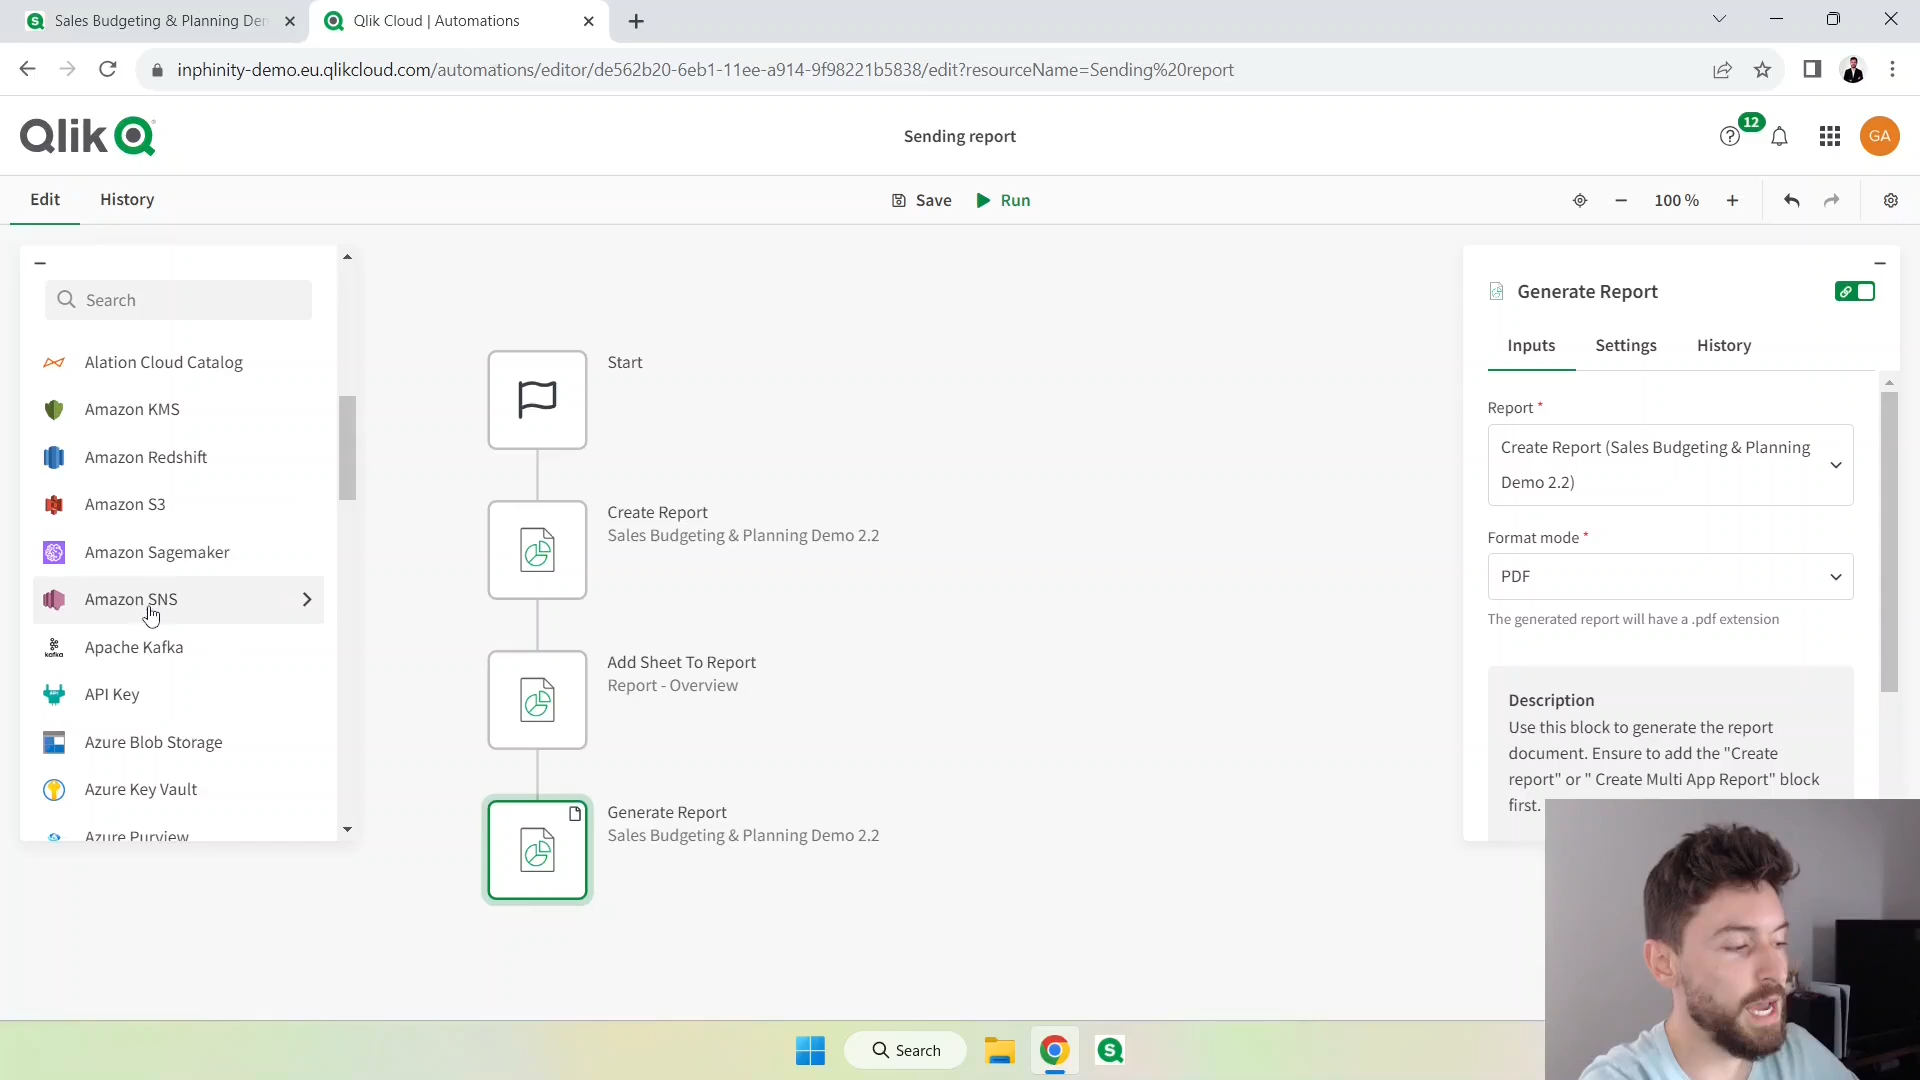 Sales Budgeting & Planning Der
Qlik Cloud | Automations
inphinity-demo.eu.qlikcloud.com/automations/editor/de562b20-6eb1-11ee-a914-9f98221b5838/edit?resourceName=Sending%20report
Qlik
Sending report
12
GA
Edit
History
Save
Run
100 %
Search
Alation Cloud Catalog
Amazon KMS
Amazon Redshift
Amazon S3
Amazon Sagemaker
Amazon SNS
kafka
Apache Kafka
API Key
Azure Blob Storage
Azure Key Vault
Azure Purview
Start
Create Report
Sales Budgeting & Planning Demo 2.2
Add Sheet To Report
Report - Overview
Generate Report
Sales Budgeting & Planning Demo 2.2
Generate Report
Inputs
Settings
History
Report *
Create Report (Sales Budgeting & Planning
Demo 2.2)
Format mode *
PDF
The generated report will have a .pdf extension
Description
Use this block to generate the report
document. Ensure to add the "Create
report" or " Create Multi App Report" block
first.
Search